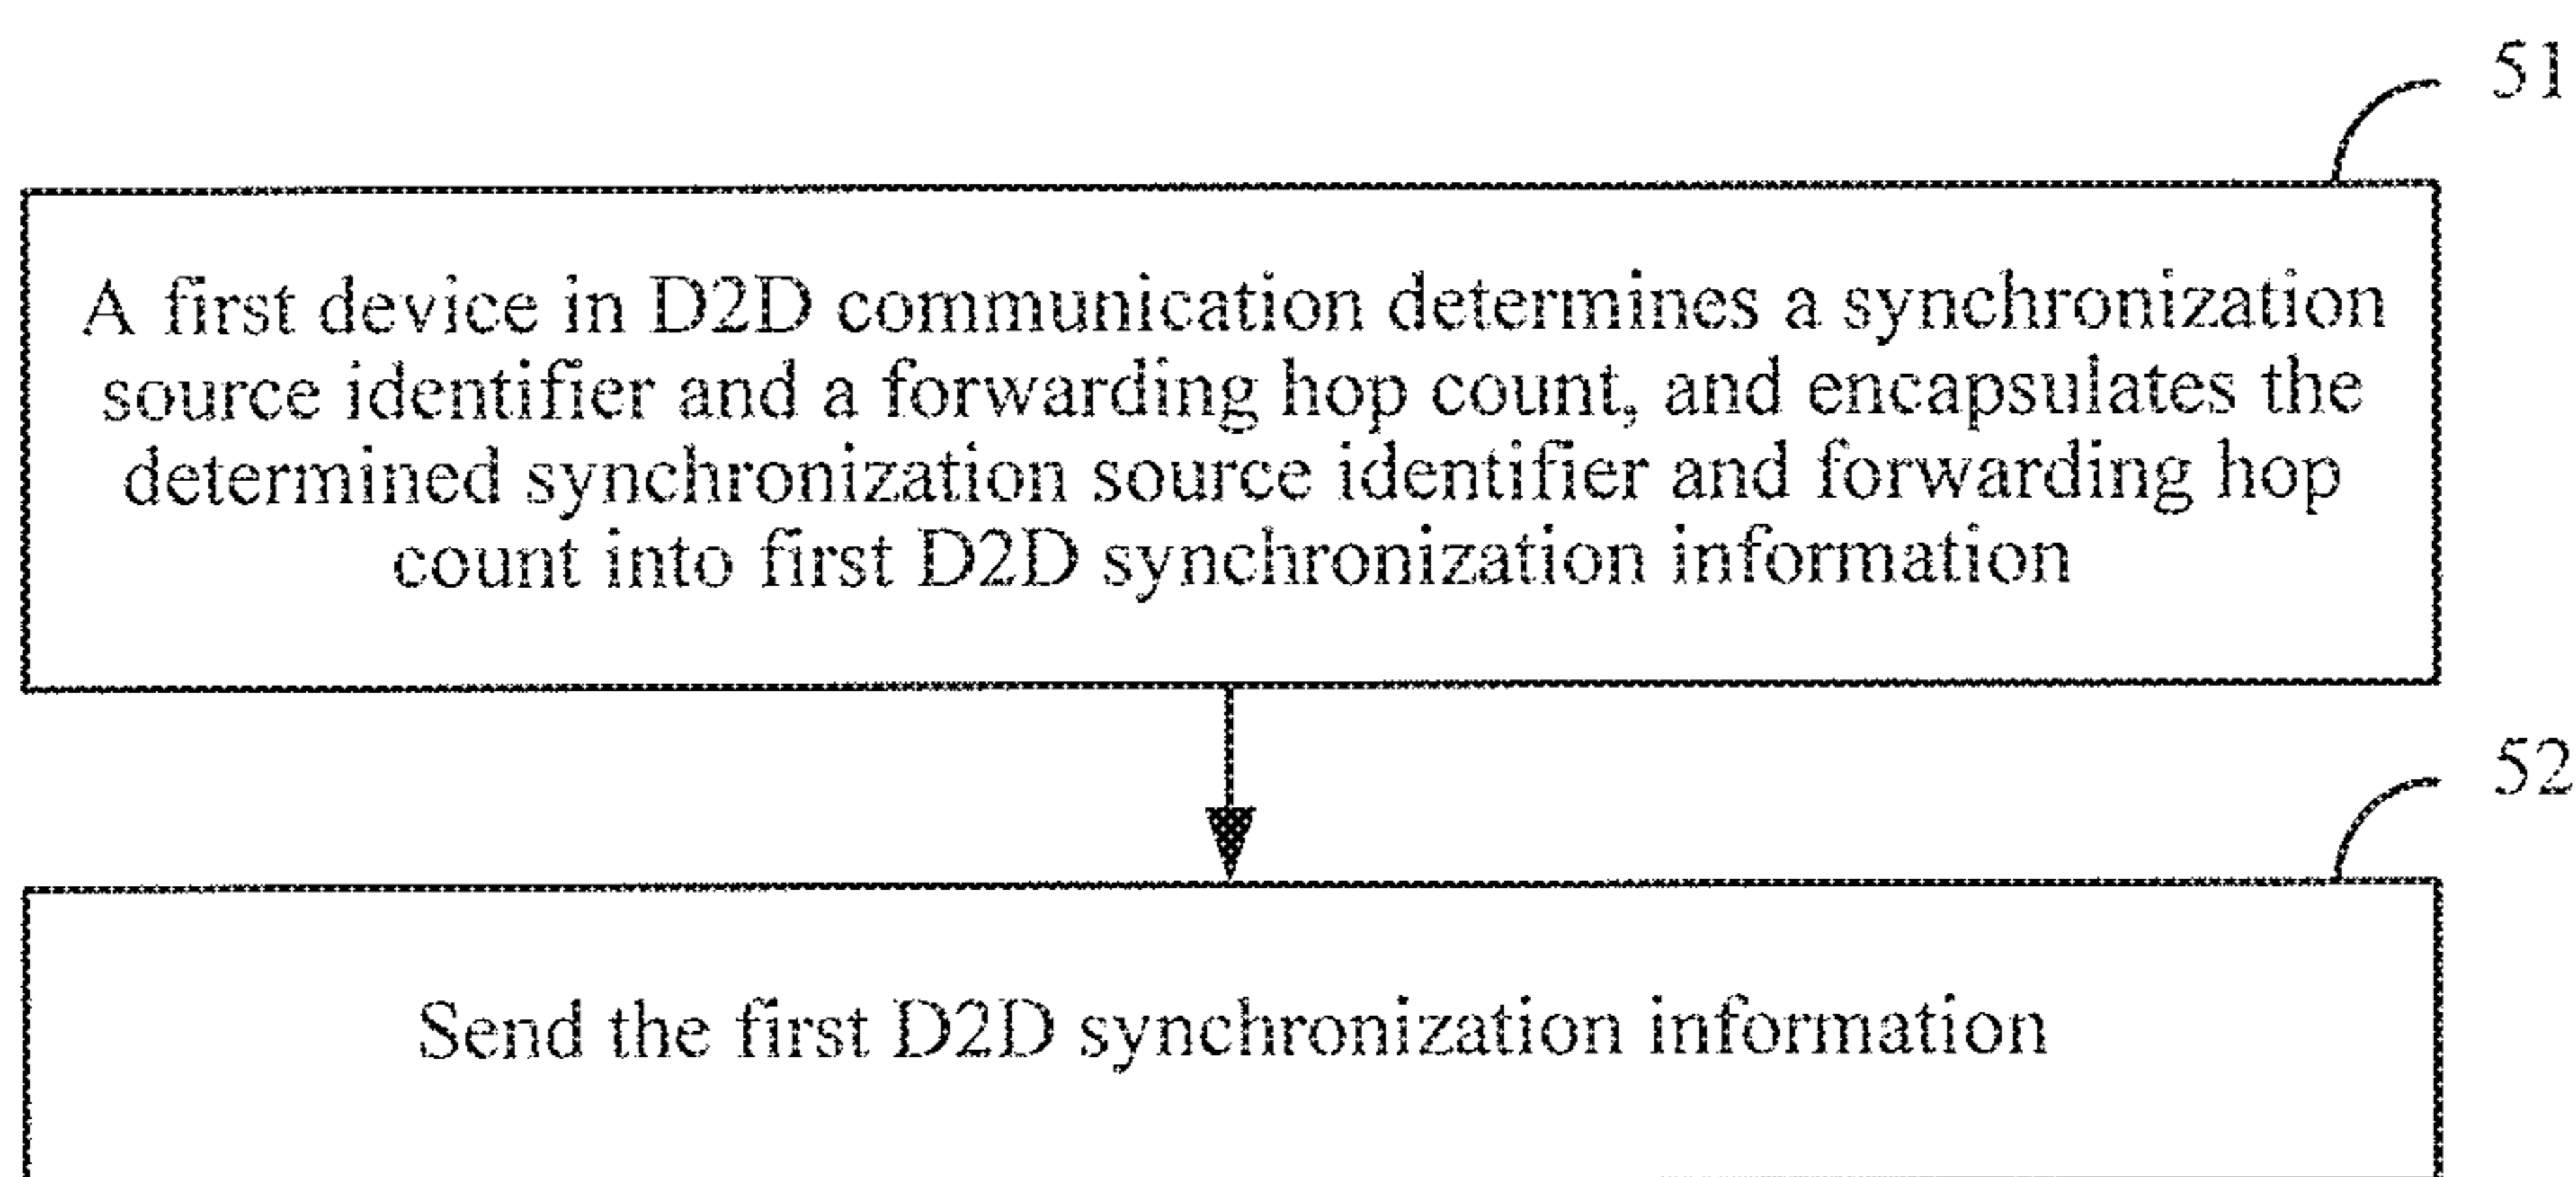 51
A first device in D2D communication determines a synchronization
source identifier and a forwarding hop count, and encapsulates the
determined synchronization source identifier and forwarding hop
count into first D2D synchronization information
52
Send the first D2D synchronization information